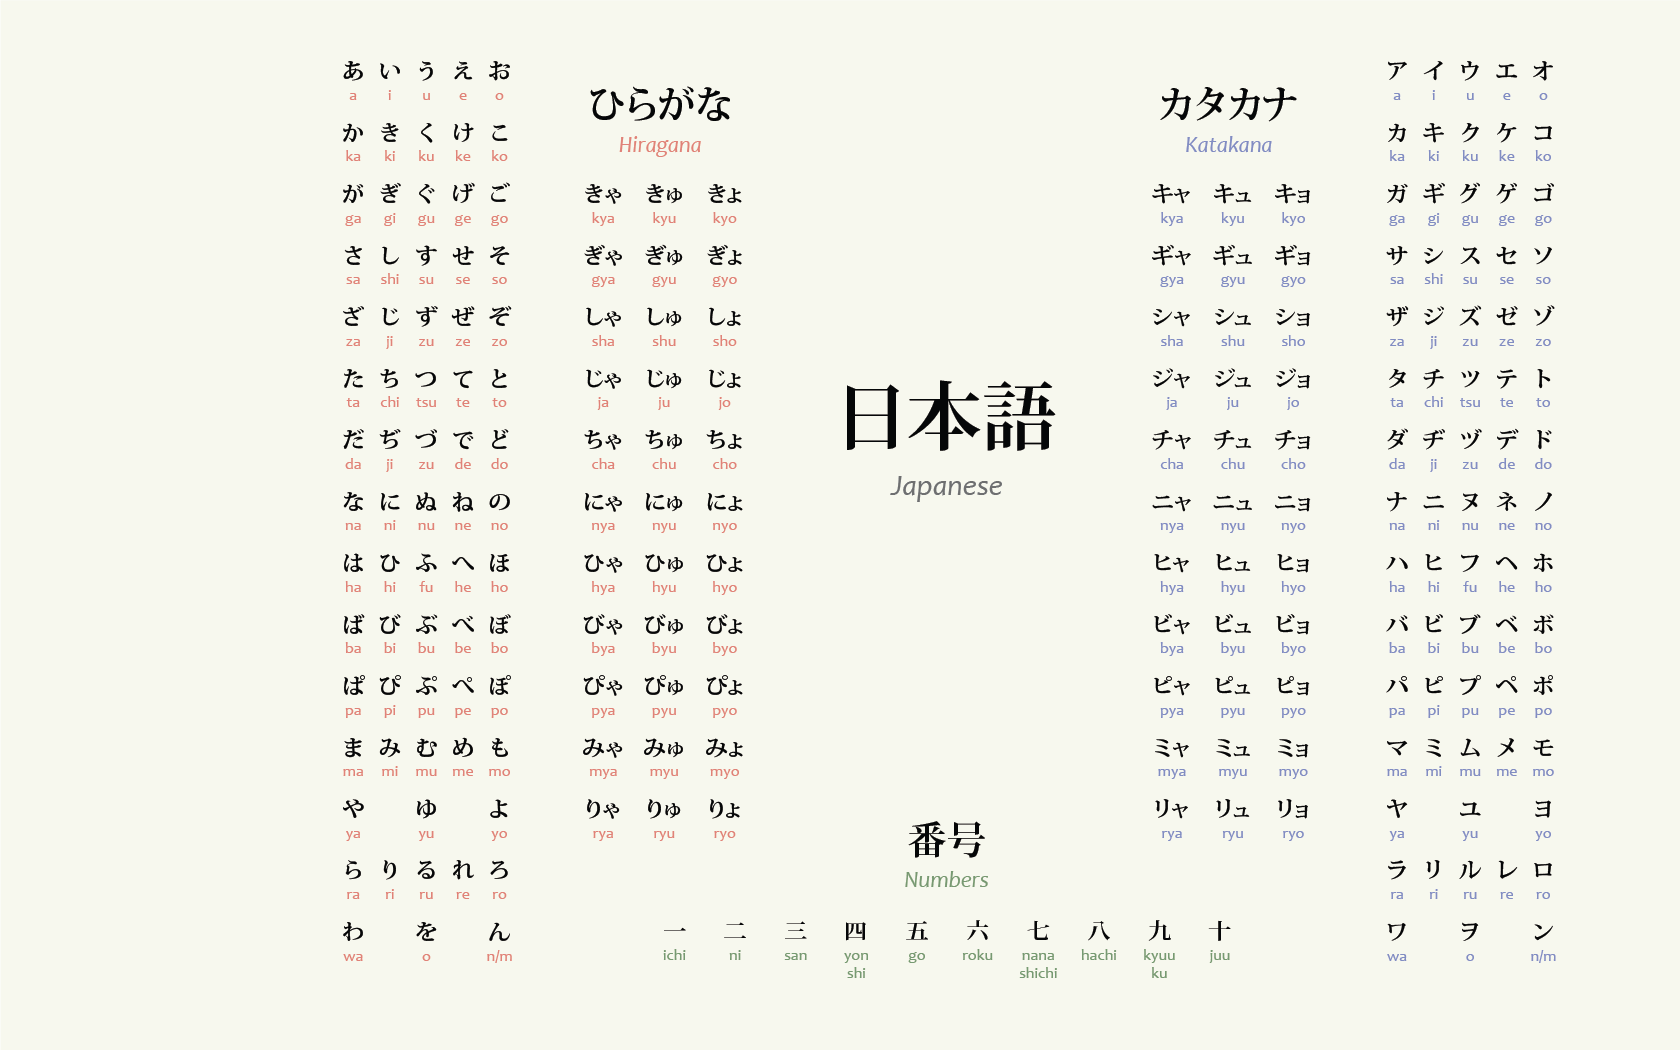 あ い う え お
a i u e o
か き く け こ
ka ki ku ke ko
が ぎ ぐ げ ご
ga gi gu ge go
さ し す せ そ
sa shi su se so
ざ じ ず ぜ ぞ
za ji zu ze zo
た ち つ て と
ta chi tsu te to
だ ぢ づ で ど
da ji zu de do
な に ぬ ね の
na ni nu ne no
は ひ ふ へ ほ
ha hi fu he ho
ば び ぶ べ ぼ
ba bi bu be bo
ぱ ぴ ぷ ぺ ぽ
pa pi pu pe po
ま み む め も
ma mi mu me mo
や ゆ よ
ya yu yo
ら り る れ ろ
ra ri ru re ro
わ を ん
wa o n/m
ひらがな
Hiragana
きゃ きゅ きょ
kya kyu kyo
ぎゃ ぎゅ ぎょ
gya gyu gyo
しゃ しゅ しょ
sha shu sho
じゃ じゅ じょ
ja ju jo
ちゃ ちゅ ちょ
cha chu cho
にゃ にゅ にょ
nya nyu nyo
ひゃ ひゅ ひょ
hya hyu hyo
びゃ びゅ びょ
bya byu byo
ぴゃ ぴゅ ぴょ
pya pyu pyo
みゃ みゅ みょ
mya myu myo
りゃ りゅ りょ
rya ryu ryo
日本語
Japanese
番号
Numbers
一 二 三 四 五 六 七 八 九 十
ichi ni san yon go roku nana hachi kyuu juu
shi shichi ku
カタカナ
Katakana
キャ キュ キョ
kya kyu kyo
ギャ ギュ ギョ
gya gyu gyo
シャ シュ ショ
sha shu sho
ジャ ジュ ジョ
ja ju jo
チャ チュ チョ
cha chu cho
ニャ ニュ ニョ
nya nyu nyo
ヒャ ヒュ ヒョ
hya hyu hyo
ビャ ビュ ビョ
bya byu byo
ピャ ピュ ピョ
pya pyu pyo
ミャ ミュ ミョ
mya myu myo
リャ リュ リョ
rya ryu ryo
ア イ ウ エ オ
a i u e o
カ キ ク ケ コ
ka ki ku ke ko
ガ ギ グ ゲ ゴ
ga gi gu ge go
サ シ ス セ ソ
sa shi su se so
ザ ジ ズ ゼ ゾ
za ji zu ze zo
タ チ ツ テ ト
ta chi tsu te to
ダ ヂ ヅ デ ド
da ji zu de do
ナ ニ ヌ ネ ノ
na ni nu ne no
ハ ヒ フ ヘ ホ
ha hi fu he ho
バ ビ ブ ベ ボ
ba bi bu be bo
パ ピ プ ペ ポ
pa pi pu pe po
マ ミ ム メ モ
ma mi mu me mo
ヤ ユ ヨ
ya yu yo
ラ リ ル レ ロ
ra ri ru re ro
ワ ヲ ン
wa o n/m